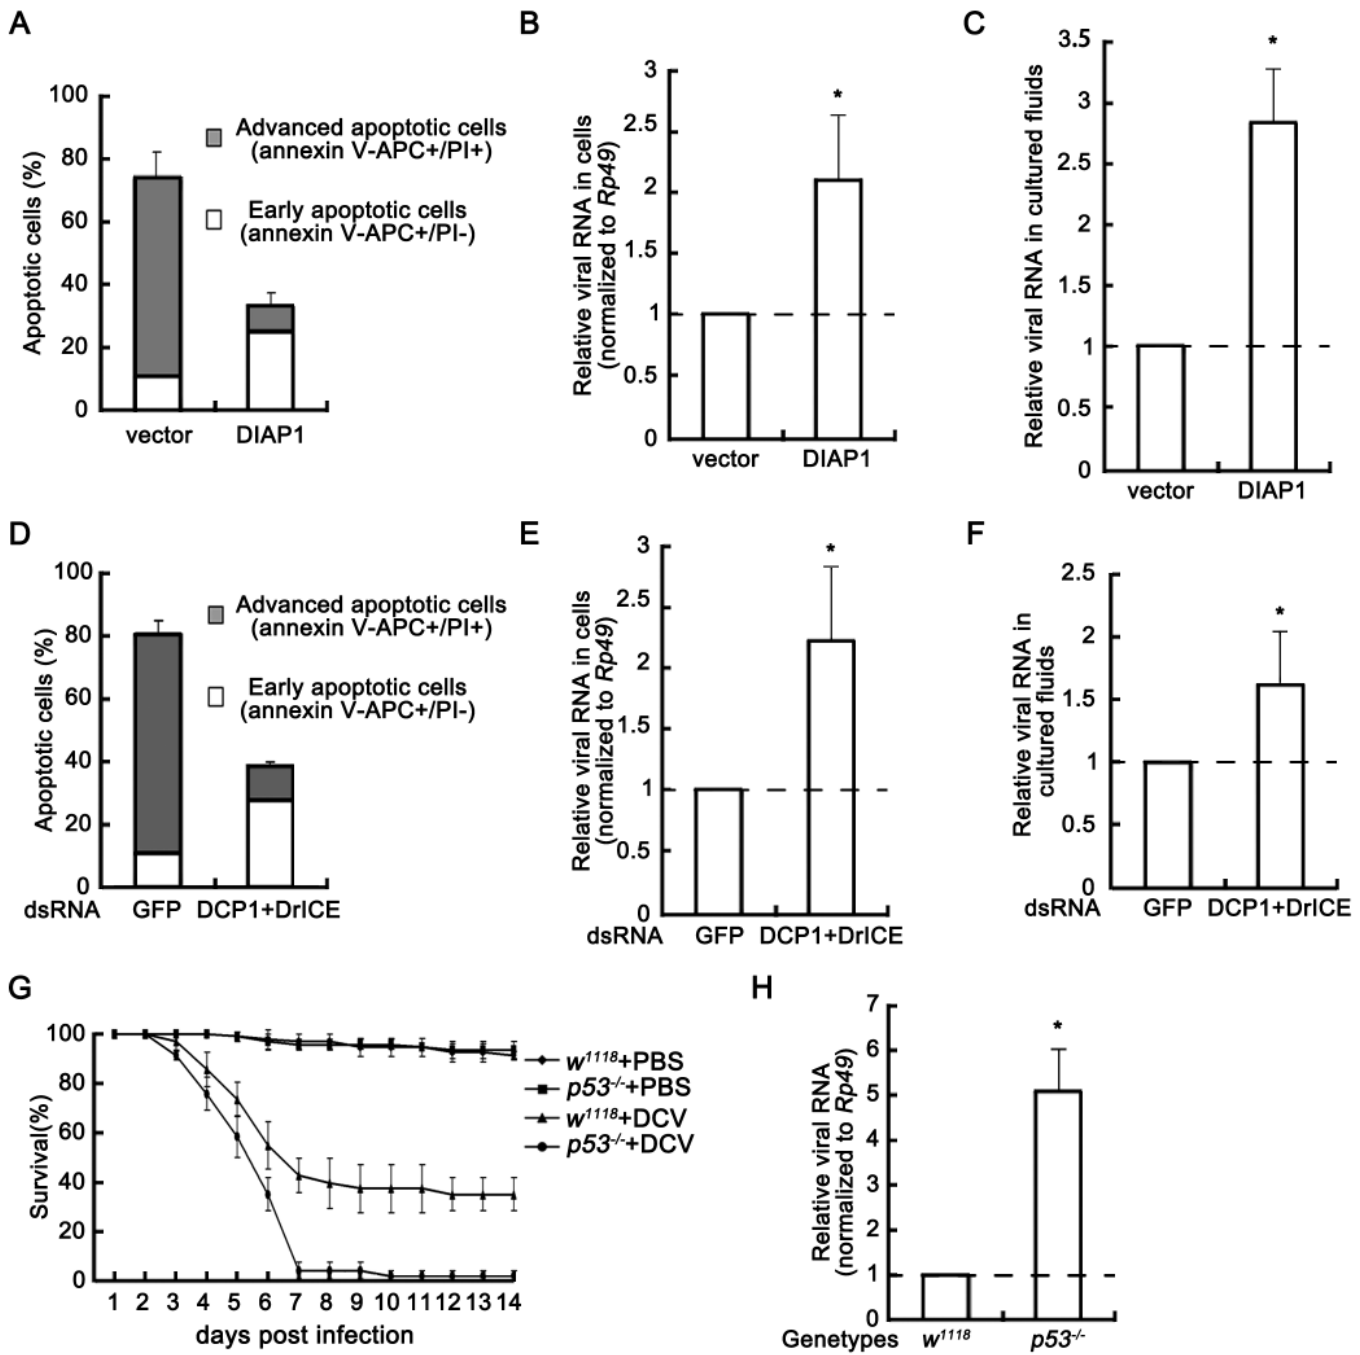 A
100
80
60
40
20
0
Apoptotic cells (%)
Advanced apoptotic cells
(annexin V-APC+/PI+)
Early apoptotic cells
(annexin V-APC+/PI-)
vector DIAP1
B
3
2.5
2
1.5
1
0.5
0
Relative viral RNA in cells
(normalized to Rp49)
*
vector DIAP1
C
3.5
3
2.5
2
1.5
1
0.5
0
Relative viral RNA in cultured fluids
*
vector DIAP1
D
100
80
60
40
20
0
Apoptotic cells (%)
Advanced apoptotic cells
(annexin V-APC+/PI+)
Early apoptotic cells
(annexin V-APC+/PI-)
dsRNA GFP DCP1+DrICE
E
3
2.5
2
1.5
1
0.5
0
Relative viral RNA in cells
(normalized to Rp49)
*
dsRNA GFP DCP1+DrICE
F
2.5
2
1.5
1
0.5
0
Relative viral RNA in
cultured fluids
*
dsRNA GFP DCP1+DrICE
G
100
80
60
40
20
0
Survival(%)
w1118+PBS
p53-/-+PBS
w1118+DCV
p53-/-+DCV
1 2 3 4 5 6 7 8 9 10 11 12 13 14
days post infection
H
7
6
5
4
3
2
1
0
Relative viral RNA
(normalized to Rp49)
*
Genetypes w1118 p53-/-